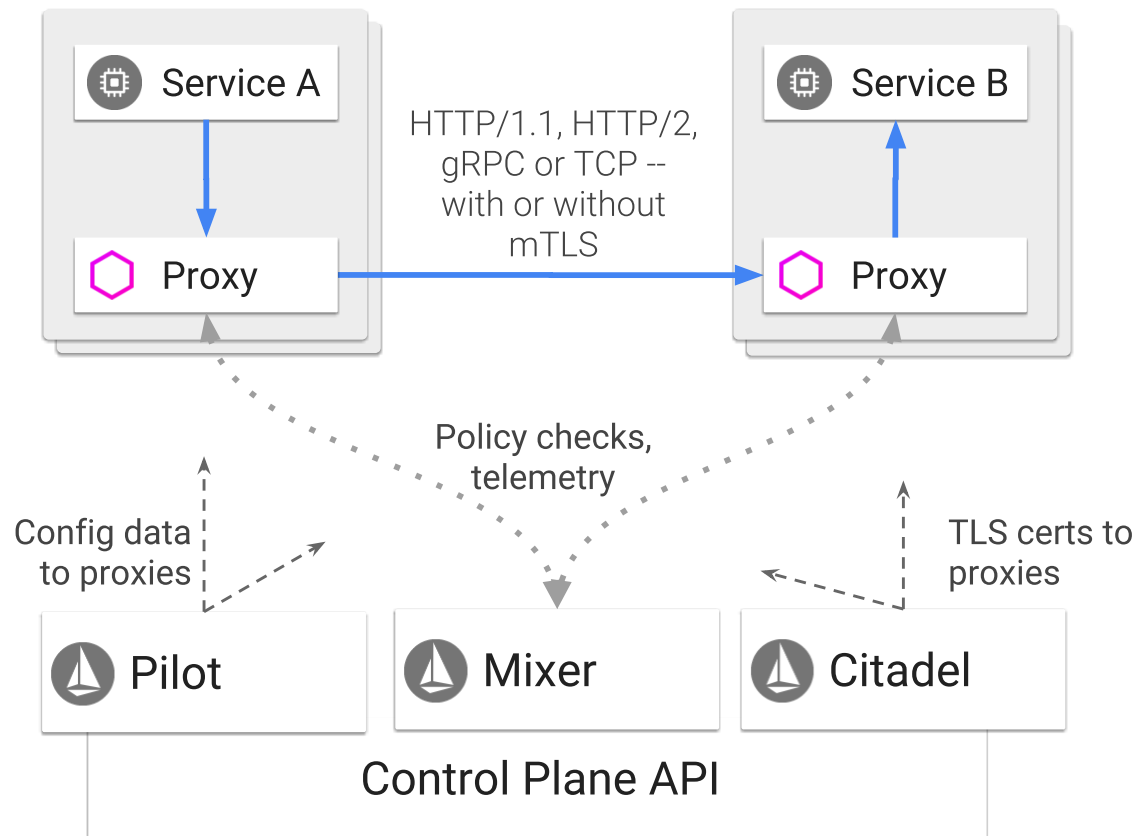 Service A
Service B
HTTP/1.1, HTTP/2,
gRPC or TCP --
with or without
mTLS
Proxy
Proxy
Policy checks,
telemetry
Config data
to proxies
TLS certs to
proxies
Pilot
Mixer
Citadel
Control Plane API